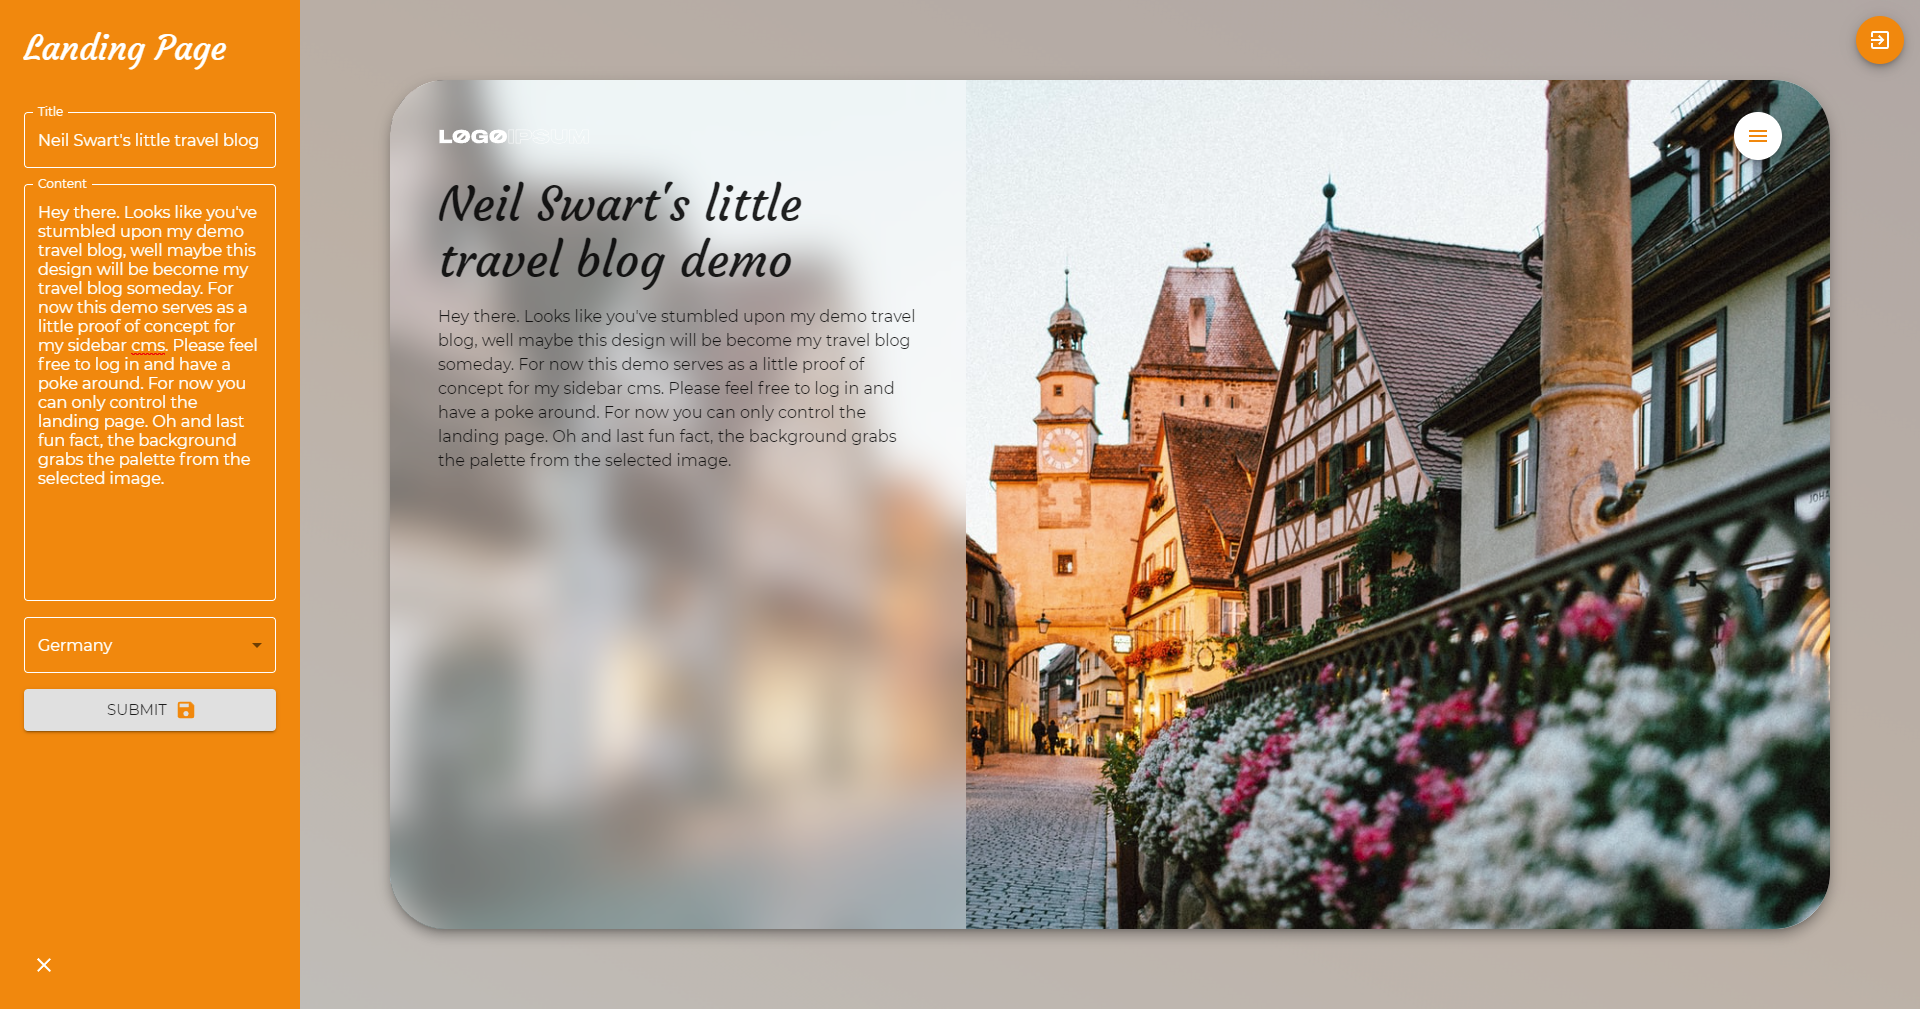 Landing Page
Title
Neil Swart's little travel blog
Content
Hey there. Looks like you've
stumbled upon my demo
travel blog, well maybe this
design will be become my
travel blog someday. For
now this demo serves as a
little proof of concept for
my sidebar cms. Please feel
free to log in and have a
poke around. For now you
can only control the
landing page. Oh and last
fun fact, the background
grabs the palette from the
selected image.
Germany
SUBMIT
LOGOIPSUM
Neil Swart's little
travel blog demo
Hey there. Looks like you've stumbled upon my demo travel
blog, well maybe this design will be become my travel blog
someday. For now this demo serves as a little proof of
concept for my sidebar cms. Please feel free to log in and
have a poke around. For now you can only control the
landing page. Oh and last fun fact, the background grabs
the palette from the selected image.